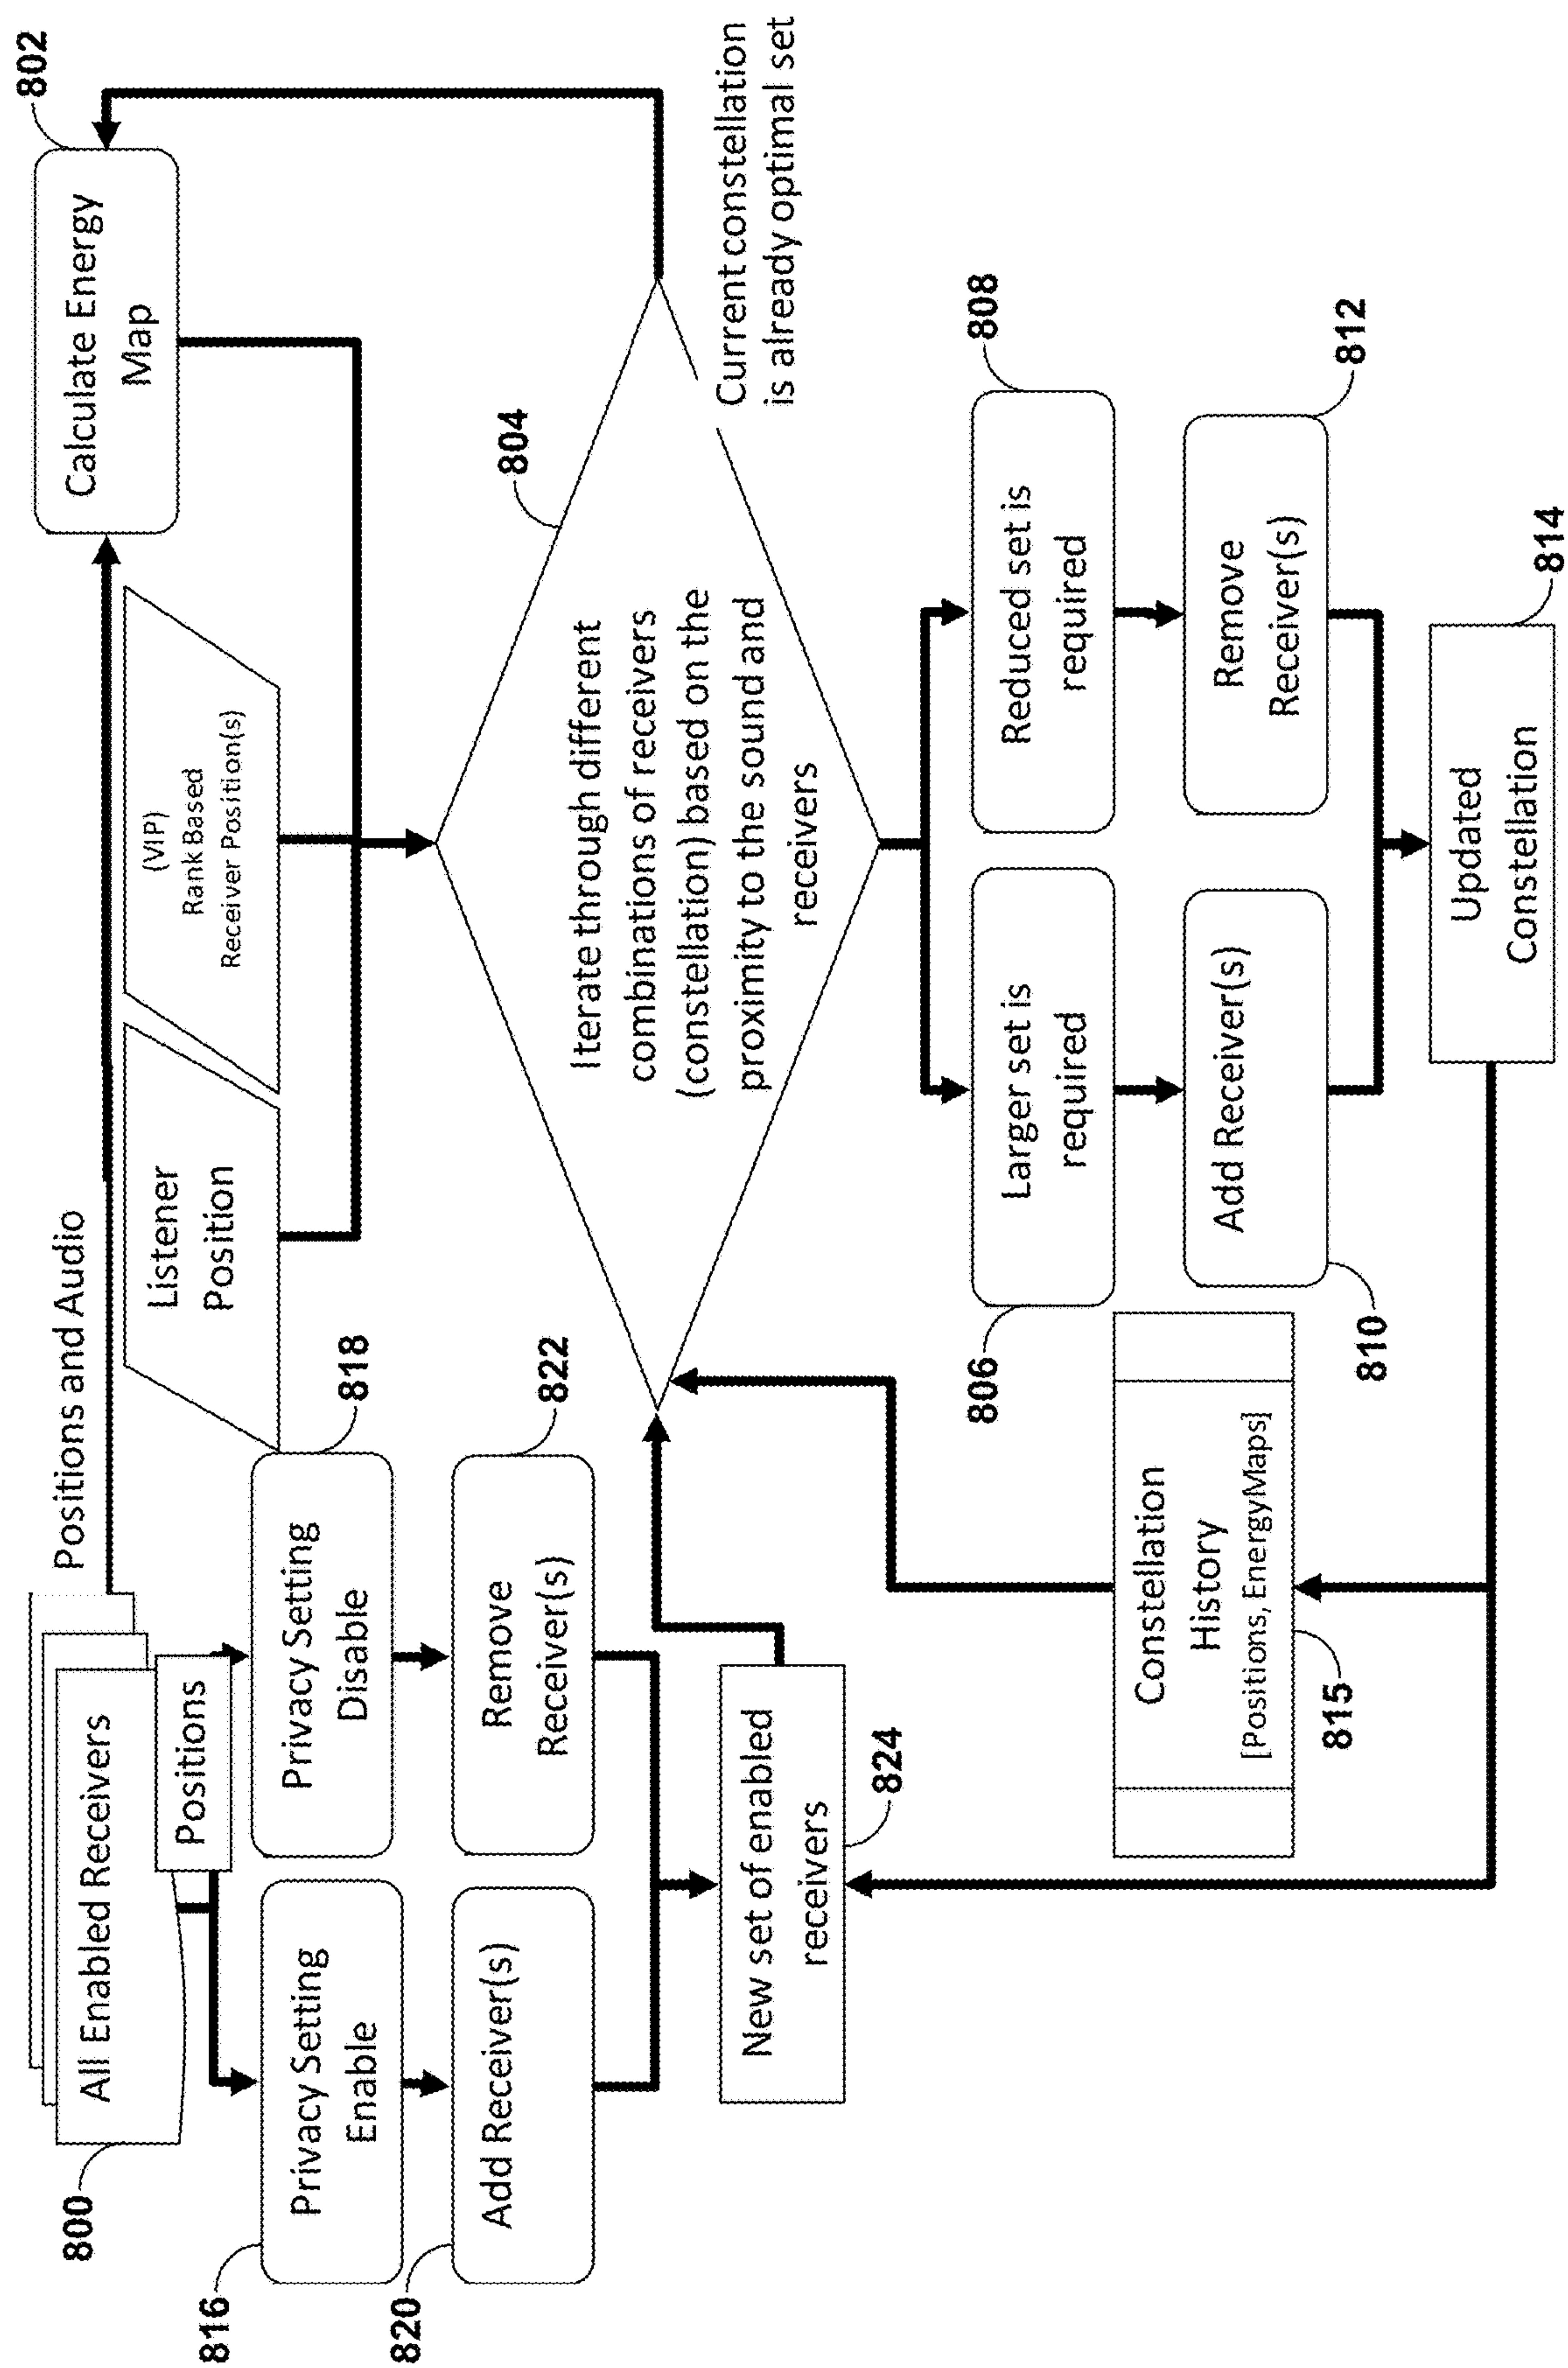 800
All Enabled Receivers
Positions and Audio
Positions
802
Calculate Energy
Map
Listener
Position
(VIP)
Rank Based
Receiver Position(s)
816
Privacy Setting
Enable
818
Privacy Setting
Disable
820
Add Receiver(s)
822
Remove
Receiver(s)
New set of enabled
receivers
824
804
Iterate through different
combinations of receivers
(constellation) based on the
proximity to the sound and
receivers
Current constellation
is already optimal set
806
Larger set is
required
808
Reduced set is
required
810
Add Receiver(s)
812
Remove
Receiver(s)
Constellation
History
[Positions, EnergyMaps]
815
814
Updated
Constellation